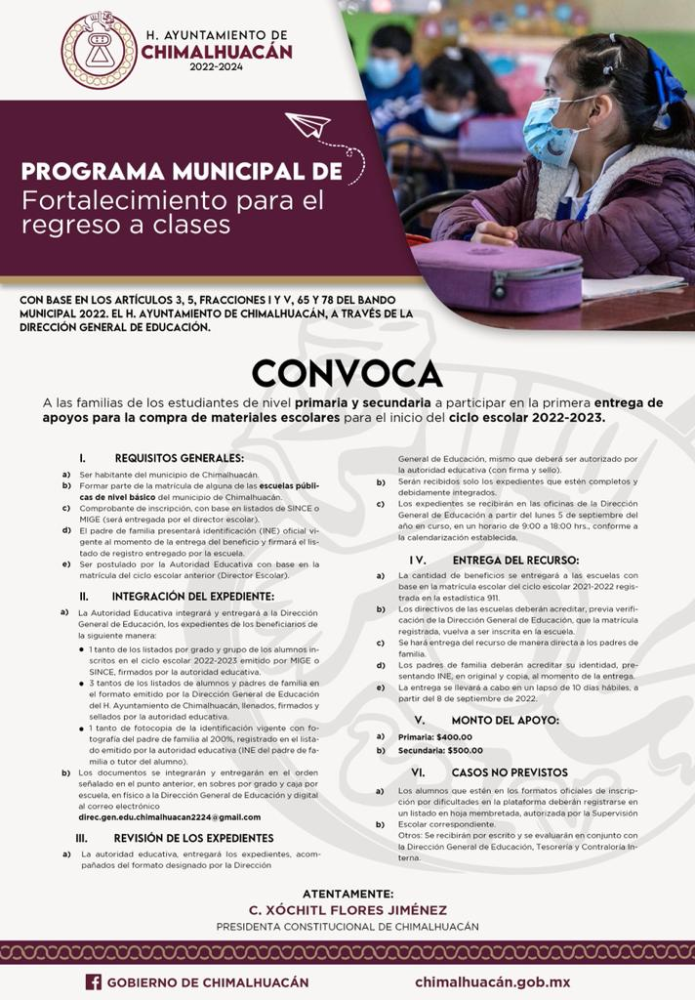 H. AYUNTAMIENTO DE
CHIMALHUACÁN
2022-2024
PROGRAMA MUNICIPAL DE
Fortalecimiento para el
regreso a clases
CON BASE EN LOS ARTÍCULOS 3, 5, FRACCIONES I Y V, 65 Y 78 DEL BANDO
MUNICIPAL 2022. EL H. AYUNTAMIENTO DE CHIMALHUACÁN, A TRAVÉS DE LA
DIRECCIÓN GENERAL DE EDUCACIÓN.
CONVOCA
A las familias de los estudiantes de nivel primaria y secundaria a participar en la primera entrega de
apoyos para la compra de materiales escolares para el inicio del ciclo escolar 2022-2023.
I. REQUISITOS GENERALES:
a) Ser habitante del municipio de Chimalhuacán.
b) Formar parte de la matrícula de alguna de las escuelas públi-
cas de nivel básico del municipio de Chimalhuacán.
c) Comprobante de inscripción, con base en listados de SINCE o
MIGE (será entregada por el director escolar).
d) El padre de familia presentará identificación (INE) oficial vi-
gente al momento de la entrega del beneficio y firmará el lis-
tado de registro entregado por la escuela.
e) Ser postulado por la Autoridad Educativa con base en la
matrícula del ciclo escolar anterior (Director Escolar).
II. INTEGRACIÓN DEL EXPEDIENTE:
a) La Autoridad Educativa integrará y entregará a la Dirección
General de Educación, los expedientes de los beneficiarios de
la siguiente manera:
• 1 tanto de los listados por grado y grupo de los alumnos ins-
critos en el ciclo escolar 2022-2023 emitido por MIGE o
SINCE, firmados por la autoridad educativa.
• 3 tantos de los listados de alumnos y padres de familia en
el formato emitido por la Dirección General de Educación
del H. Ayuntamiento de Chimalhuacán, llenados, firmados y
sellados por la autoridad educativa.
• 1 tanto de fotocopia de la identificación vigente con fo-
tografía del padre de familia al 200%, registrado en el lista-
do emitido por la autoridad educativa (INE del padre de fa-
milia o tutor del alumno).
b) Los documentos se integrarán y entregarán en el orden
señalado en el punto anterior, en sobres por grado y caja por
escuela, en físico a la Dirección General de Educación y digital
al correo electrónico
direc.gen.edu.chimalhuacan2224@gmail.com
III. REVISIÓN DE LOS EXPEDIENTES
a) La autoridad educativa, entregará los expedientes, acom-
pañados del formato designado por la Dirección
General de Educación, mismo que deberá ser autorizado por
la autoridad educativa (con firma y sello).
b) Serán recibidos solo los expedientes que estén completos y
debidamente integrados.
c) Los expedientes se recibirán en las oficinas de la Dirección
General de Educación a partir del lunes 5 de septiembre del
año en curso, en un horario de 9:00 a 18:00 hrs., conforme a
la calendarización establecida.
IV. ENTREGA DEL RECURSO:
a) La cantidad de beneficios se entregará a las escuelas con
base en la matrícula escolar del ciclo escolar 2021-2022 regis-
trada en la estadística 911.
b) Los directivos de las escuelas deberán acreditar, previa verifi-
cación de la Dirección General de Educación, que la matrícula
registrada, vuelva a ser inscrita en la escuela.
c) Se hará entrega del recurso de manera directa a los padres de
familia.
d) Los padres de familia deberán acreditar su identidad, pre-
sentando INE, en original y copia, al momento de la entrega.
e) La entrega se llevará a cabo en un lapso de 10 días hábiles, a
partir del 8 de septiembre de 2022.
V. MONTO DEL APOYO:
a) Primaria: $400.00
b) Secundaria: $500.00
VI. CASOS NO PREVISTOS
a) Los alumnos que estén en los formatos oficiales de inscrip-
ción por dificultades en la plataforma deberán registrarse en
un listado en hoja membretada, autorizada por la Supervisión
b) Escolar correspondiente.
Otros: Se recibirán por escrito y se evaluarán en conjunto con
la Dirección General de Educación, Tesorería y Contraloría In-
terna.
ATENTAMENTE:
C. XÓCHITL FLORES JIMÉNEZ
PRESIDENTA CONSTITUCIONAL DE CHIMALHUACÁN
GOBIERNO DE CHIMALHUACÁN
chimalhuacán.gob.mx